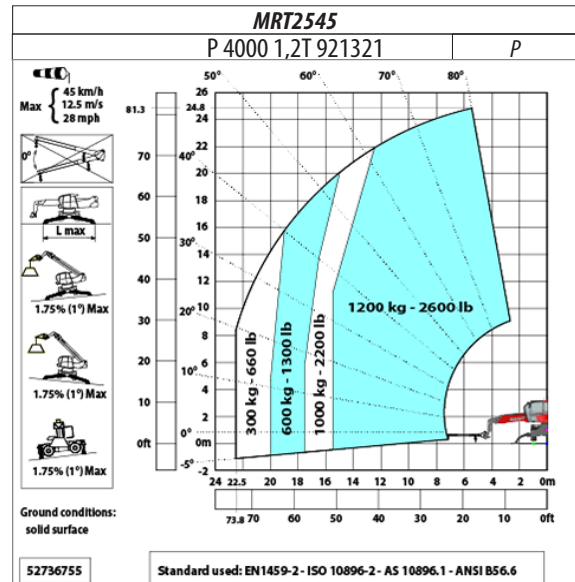 MRT2545
P 4000 1,2T 921321 P
Max { 45 km/h
12.5 m/s
28 mph
0°
L max
1.75% (1°) Max
1.75% (1°) Max
1.75% (1°) Max
Ground conditions:
solid surface
50° 60° 70° 80°
40°
30°
20°
10°
0°
-5°
81.3
70
60
50
40
30
20
10
0ft
26
24.8
24
22
20
18
16
14
12
10
8
6
4
2
0m
-2
300 kg - 660 lb
600 kg - 1300 lb
1000 kg - 2200 lb
1200 kg - 2600 lb
24 22.5 20 18 16 14 12 10 8 6 4 2 0m
73.8 70 60 50 40 30 20 10 0ft
52736755
Standard used: EN1459-2 - ISO 10896-2 - AS 10896.1 - ANSI B56.6